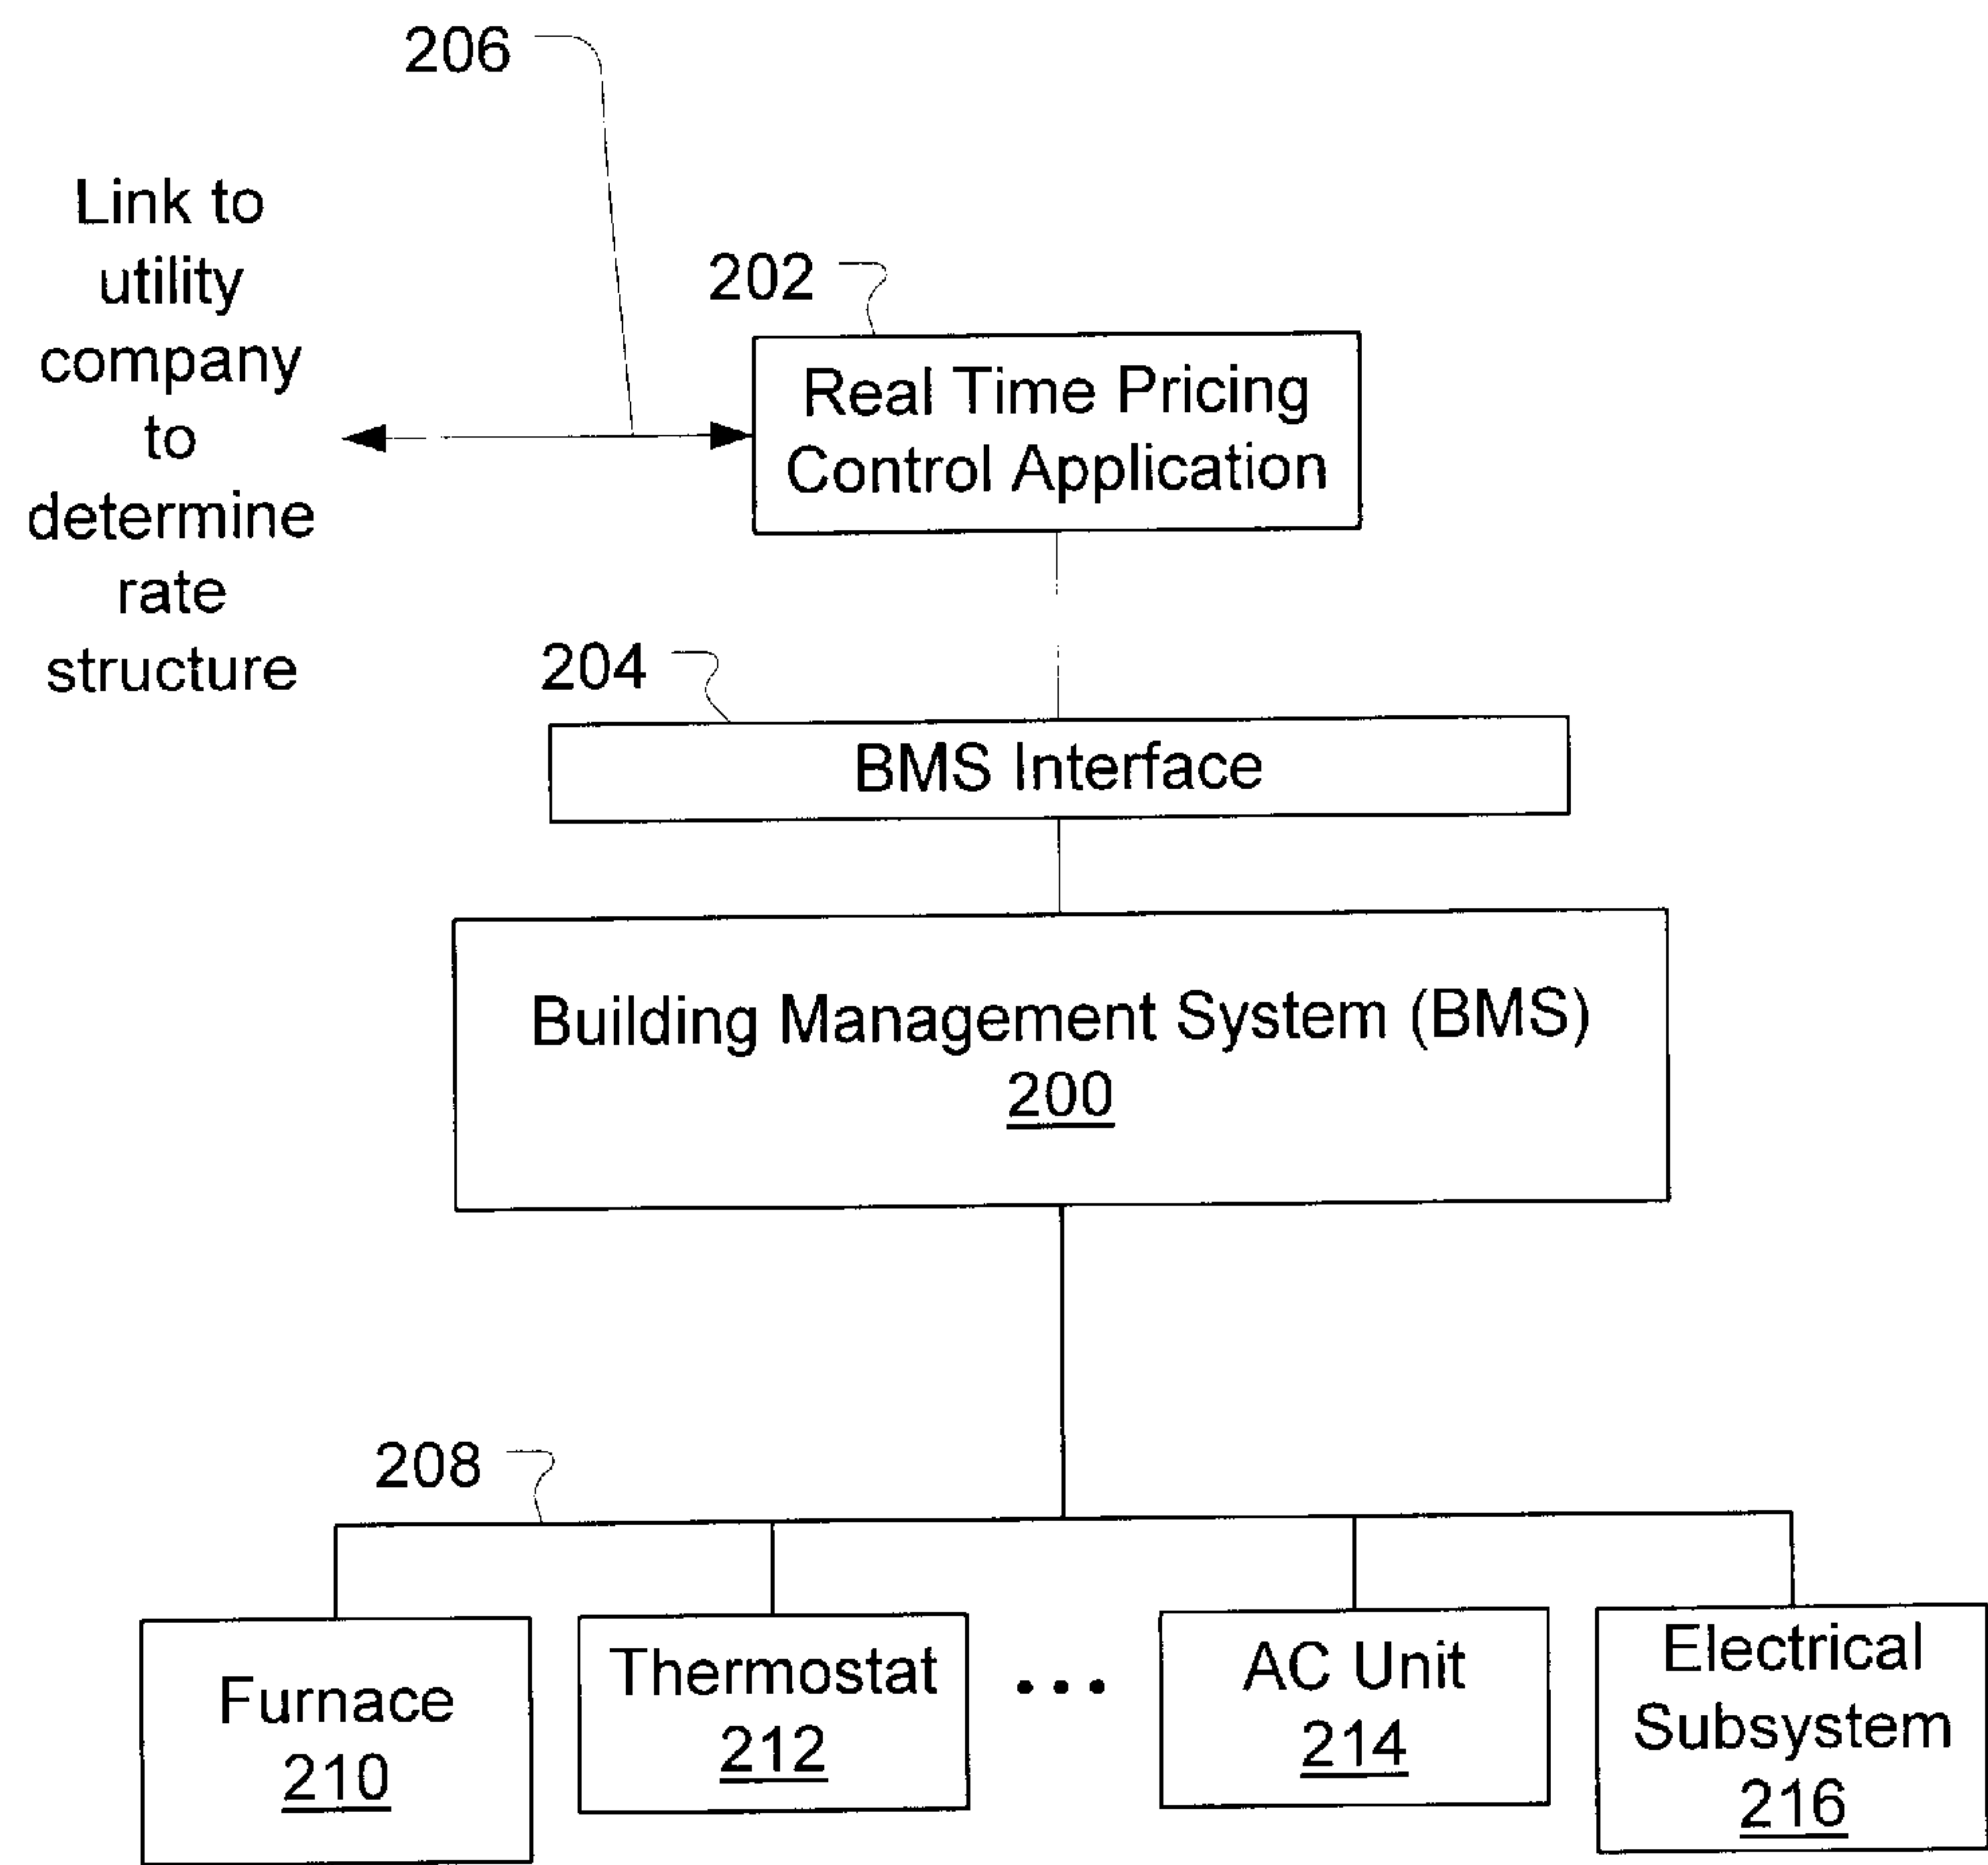 206
Link to
utility
company
to
determine
rate
structure
202
Real Time Pricing
Control Application
204
BMS Interface
Building Management System (BMS)
200
208
Furnace
210
Thermostat
212
...
AC Unit
214
Electrical
Subsystem
216